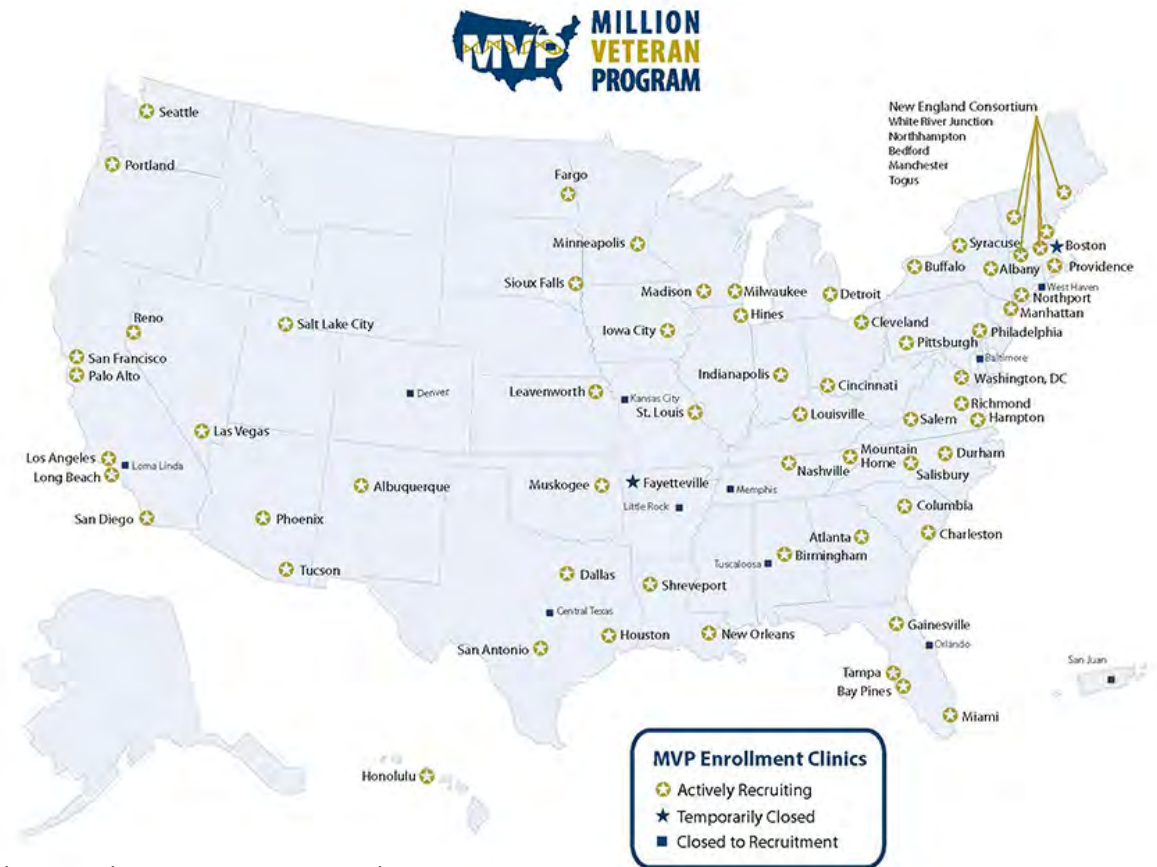 MVP
MILLION
VETERAN
PROGRAM
New England Consortium
White River Junction
Northhampton
Bedford
Manchester
Togus
Seattle
Portland
Fargo
Minneapolis
Syracuse
Boston
Buffalo
Albany
Providence
Sioux Falls
Madison
Milwaukee
Detroit
West Haven
Northport
Manhattan
Reno
Salt Lake City
Iowa City
Hines
Cleveland
Philadelphia
Pittsburgh
San Francisco
Palo Alto
Baltimore
Indianapolis
Washington, DC
Denver
Leavenworth
Kansas City
Cincinnati
St. Louis
Louisville
Richmond
Salem
Hampton
Las Vegas
Los Angeles
Loma Linda
Long Beach
Mountain
Home
Durham
Nashville
Salisbury
Albuquerque
Muskogee
Fayetteville
Memphis
Little Rock
Columbia
San Diego
Phoenix
Atlanta
Charleston
Birmingham
Tuscaloosa
Tucson
Dallas
Shreveport
Central Texas
Gainesville
Houston
New Orleans
San Antonio
Orlando
San Juan
Tampa
Bay Pines
Miami
Honolulu
MVP Enrollment Clinics
Actively Recruiting
Temporarily Closed
Closed to Recruitment